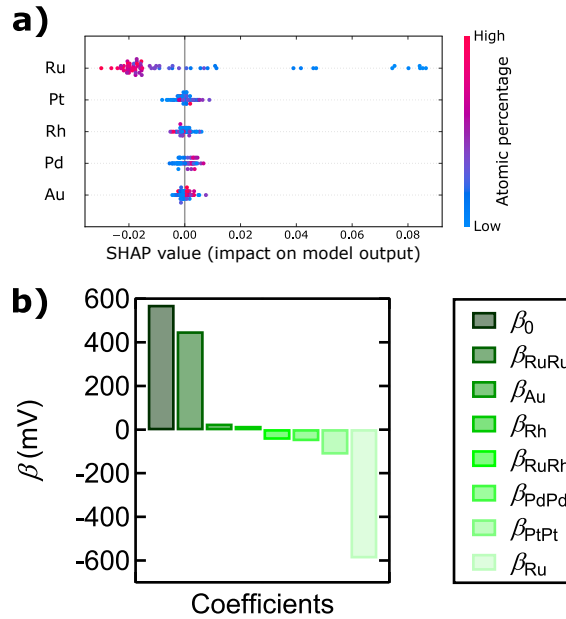 a)
Ru
Pt
Rh
Pd
Au
−0.02 0.00 0.02 0.04 0.06 0.08
SHAP value (impact on model output)
High
Atomic percentage
Low
b)
600
400
200
0
-200
-400
-600
β (mV)
Coefficients
β0
βRuRu
βAu
βRh
βRuRh
βPdPd
βPtPt
βRu